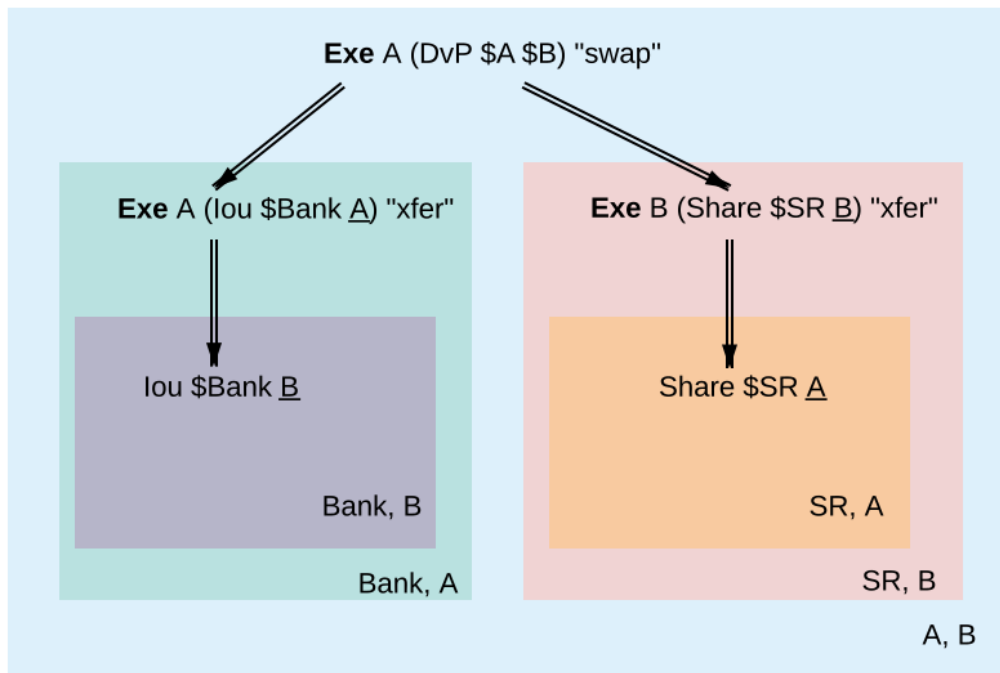 Exe A (DvP $A $B) "swap"
Exe A (Iou $Bank A) "xfer"
Exe B (Share $SR B) "xfer"
Iou $Bank B
Share $SR A
Bank, B
SR, A
Bank, A
SR, B
A, B